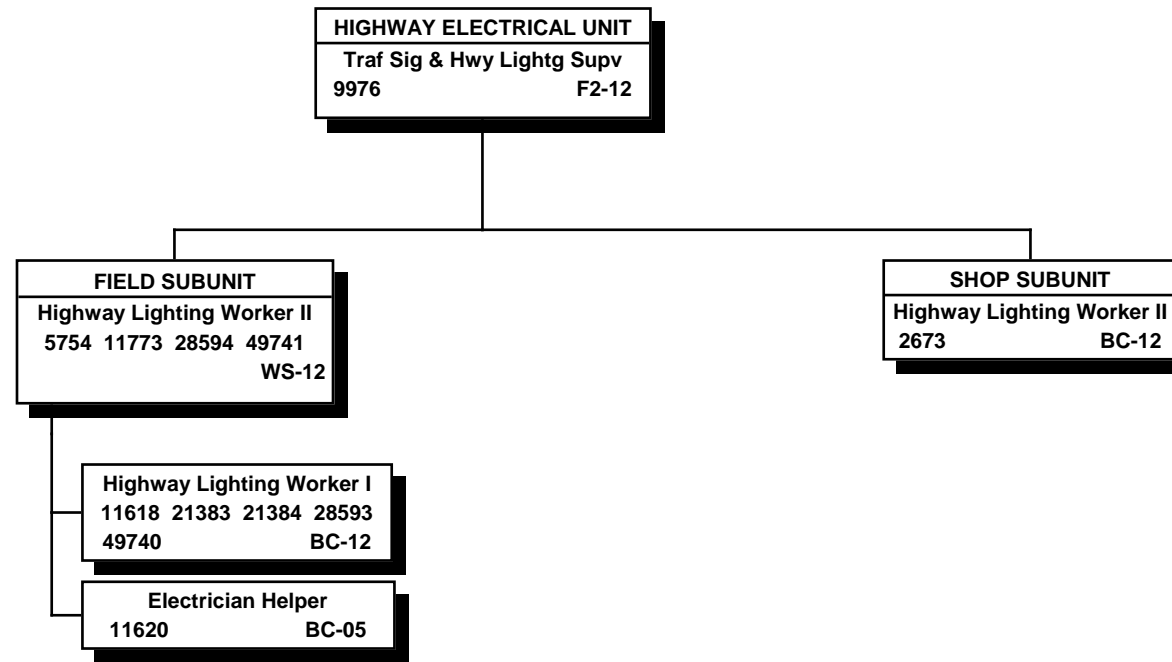 HIGHWAY ELECTRICAL UNIT
Traf Sig & Hwy Lightg Supv
9976 F2-12
FIELD SUBUNIT
Highway Lighting Worker II
5754 11773 28594 49741
WS-12
Highway Lighting Worker I
11618 21383 21384 28593
49740 BC-12
Electrician Helper
11620 BC-05
SHOP SUBUNIT
Highway Lighting Worker II
2673 BC-12